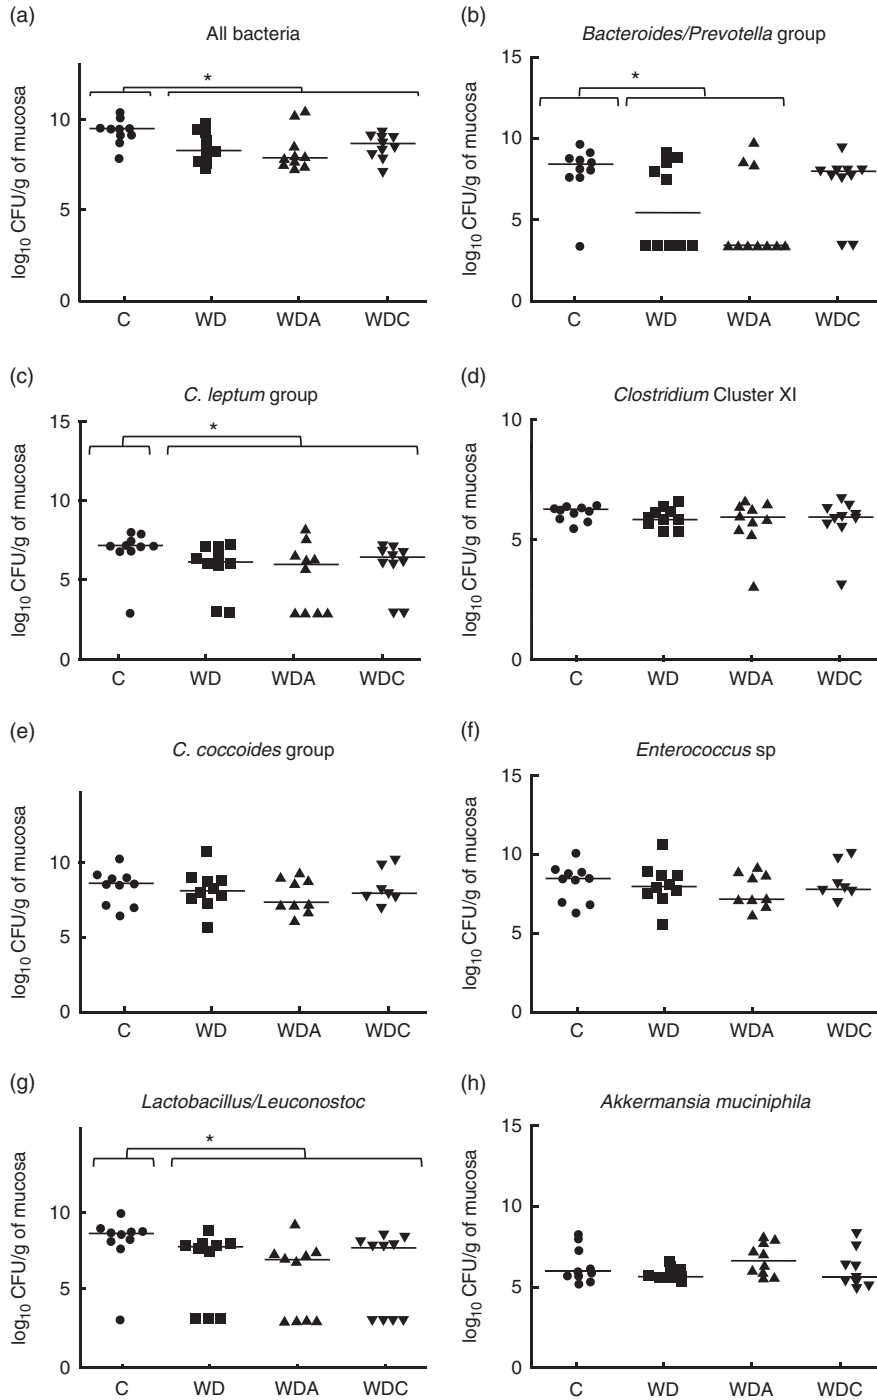 (a)
All bacteria
*
log10 CFU/g of mucosa
10
5
0
C WD WDA WDC
(b)
Bacteroides/Prevotella group
*
log10 CFU/g of mucosa
15
10
5
0
C WD WDA WDC
(c)
C. leptum group
*
log10 CFU/g of mucosa
15
10
5
0
C WD WDA WDC
(d)
Clostridium Cluster XI
log10 CFU/g of mucosa
10
5
0
C WD WDA WDC
(e)
C. coccoides group
log10 CFU/g of mucosa
10
5
0
C WD WDA WDC
(f)
Enterococcus sp
log10 CFU/g of mucosa
15
10
5
0
C WD WDA WDC
(g)
Lactobacillus/Leuconostoc
*
log10 CFU/g of mucosa
10
5
0
C WD WDA WDC
(h)
Akkermansia muciniphila
log10 CFU/g of mucosa
15
10
5
0
C WD WDA WDC